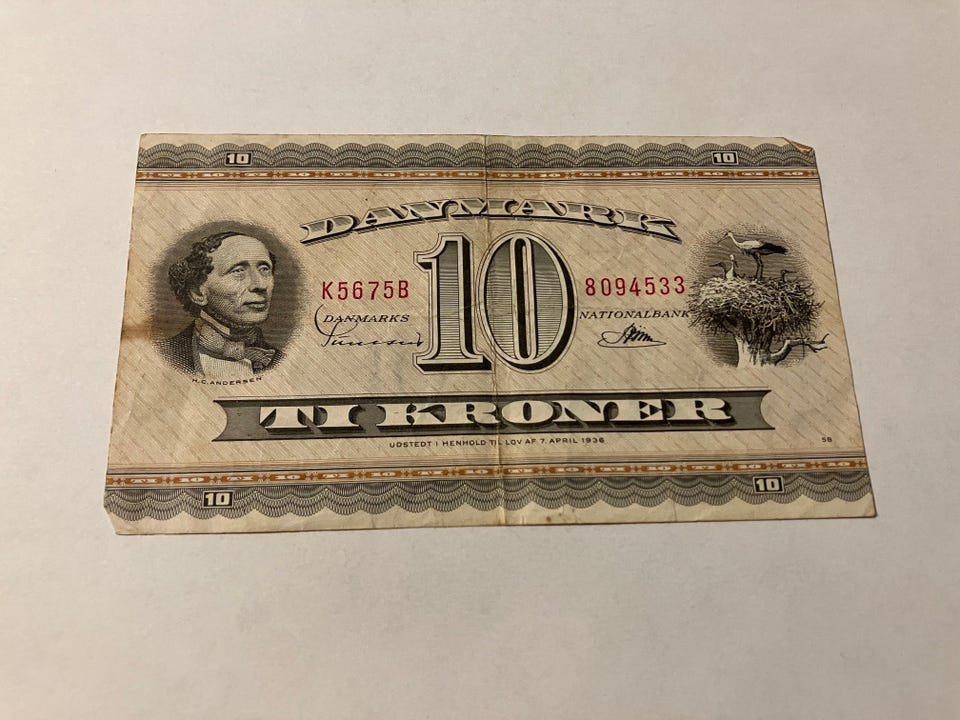 10 10
DANMARK
10
K5675B 8094533
DANMARKS NATIONALBANK
H.C.ANDERSEN
TI KRONER
UDSTEDT I HENHOLD TIL LOV AF 7. APRIL 1936
5B
10 10